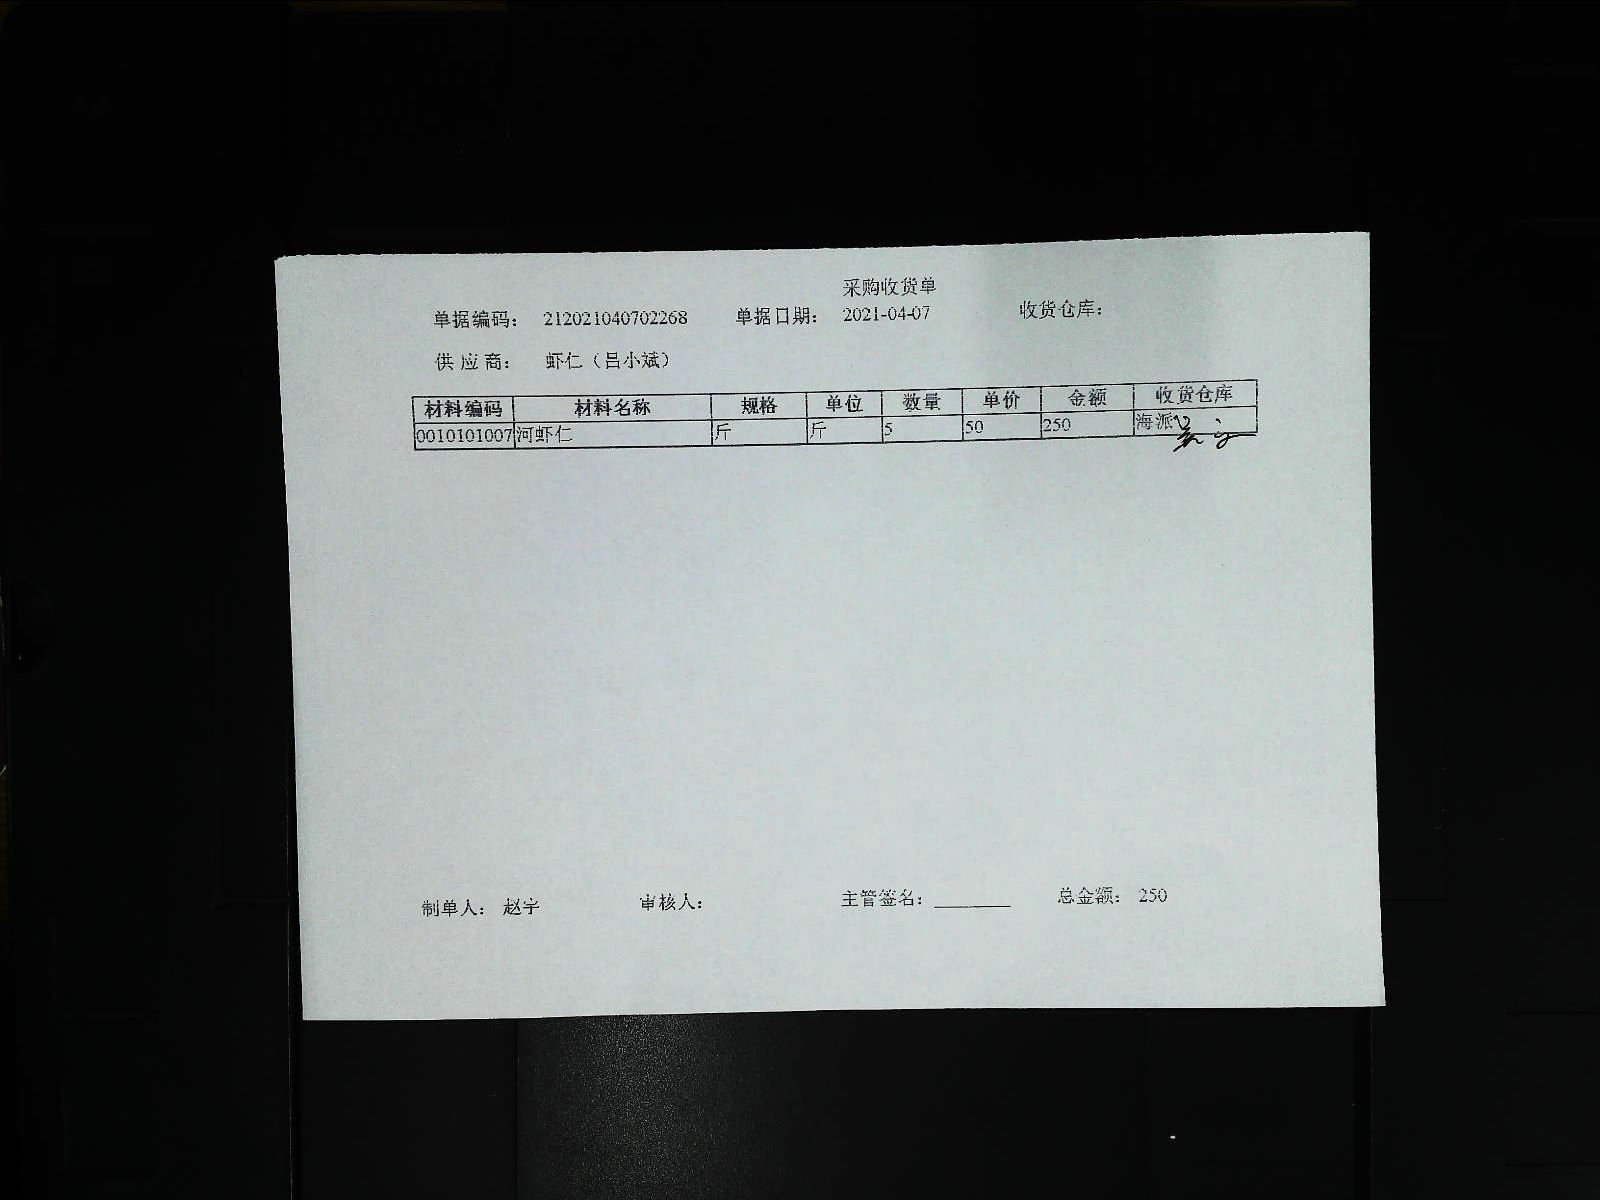 采购收货单
单据编码： 212021040702268 单据日期： 2021-04-07 收货仓库：
供 应 商： 虾仁（吕小斌）
材料编码 材料名称 规格 单位 数量 单价 金额 收货仓库
0010101007 河虾仁 斤 斤 5 50 250 海派
制单人： 赵宇 审核人： 主管签名： 总金额： 250